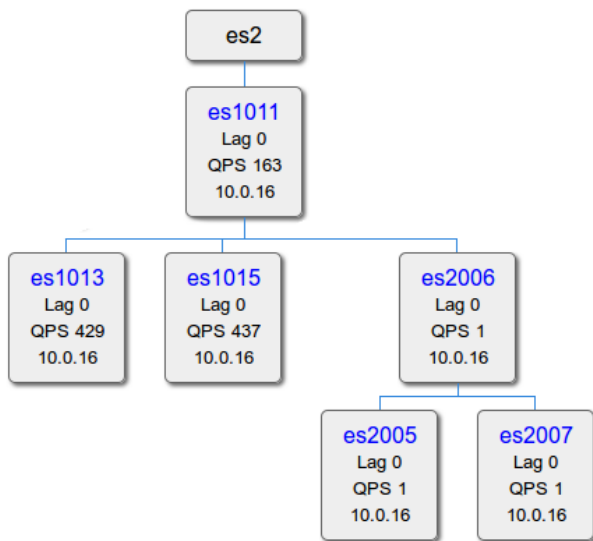 es2
es1011
Lag 0
QPS 163
10.0.16
es1013
Lag 0
QPS 429
10.0.16
es1015
Lag 0
QPS 437
10.0.16
es2006
Lag 0
QPS 1
10.0.16
es2005
Lag 0
QPS 1
10.0.16
es2007
Lag 0
QPS 1
10.0.16